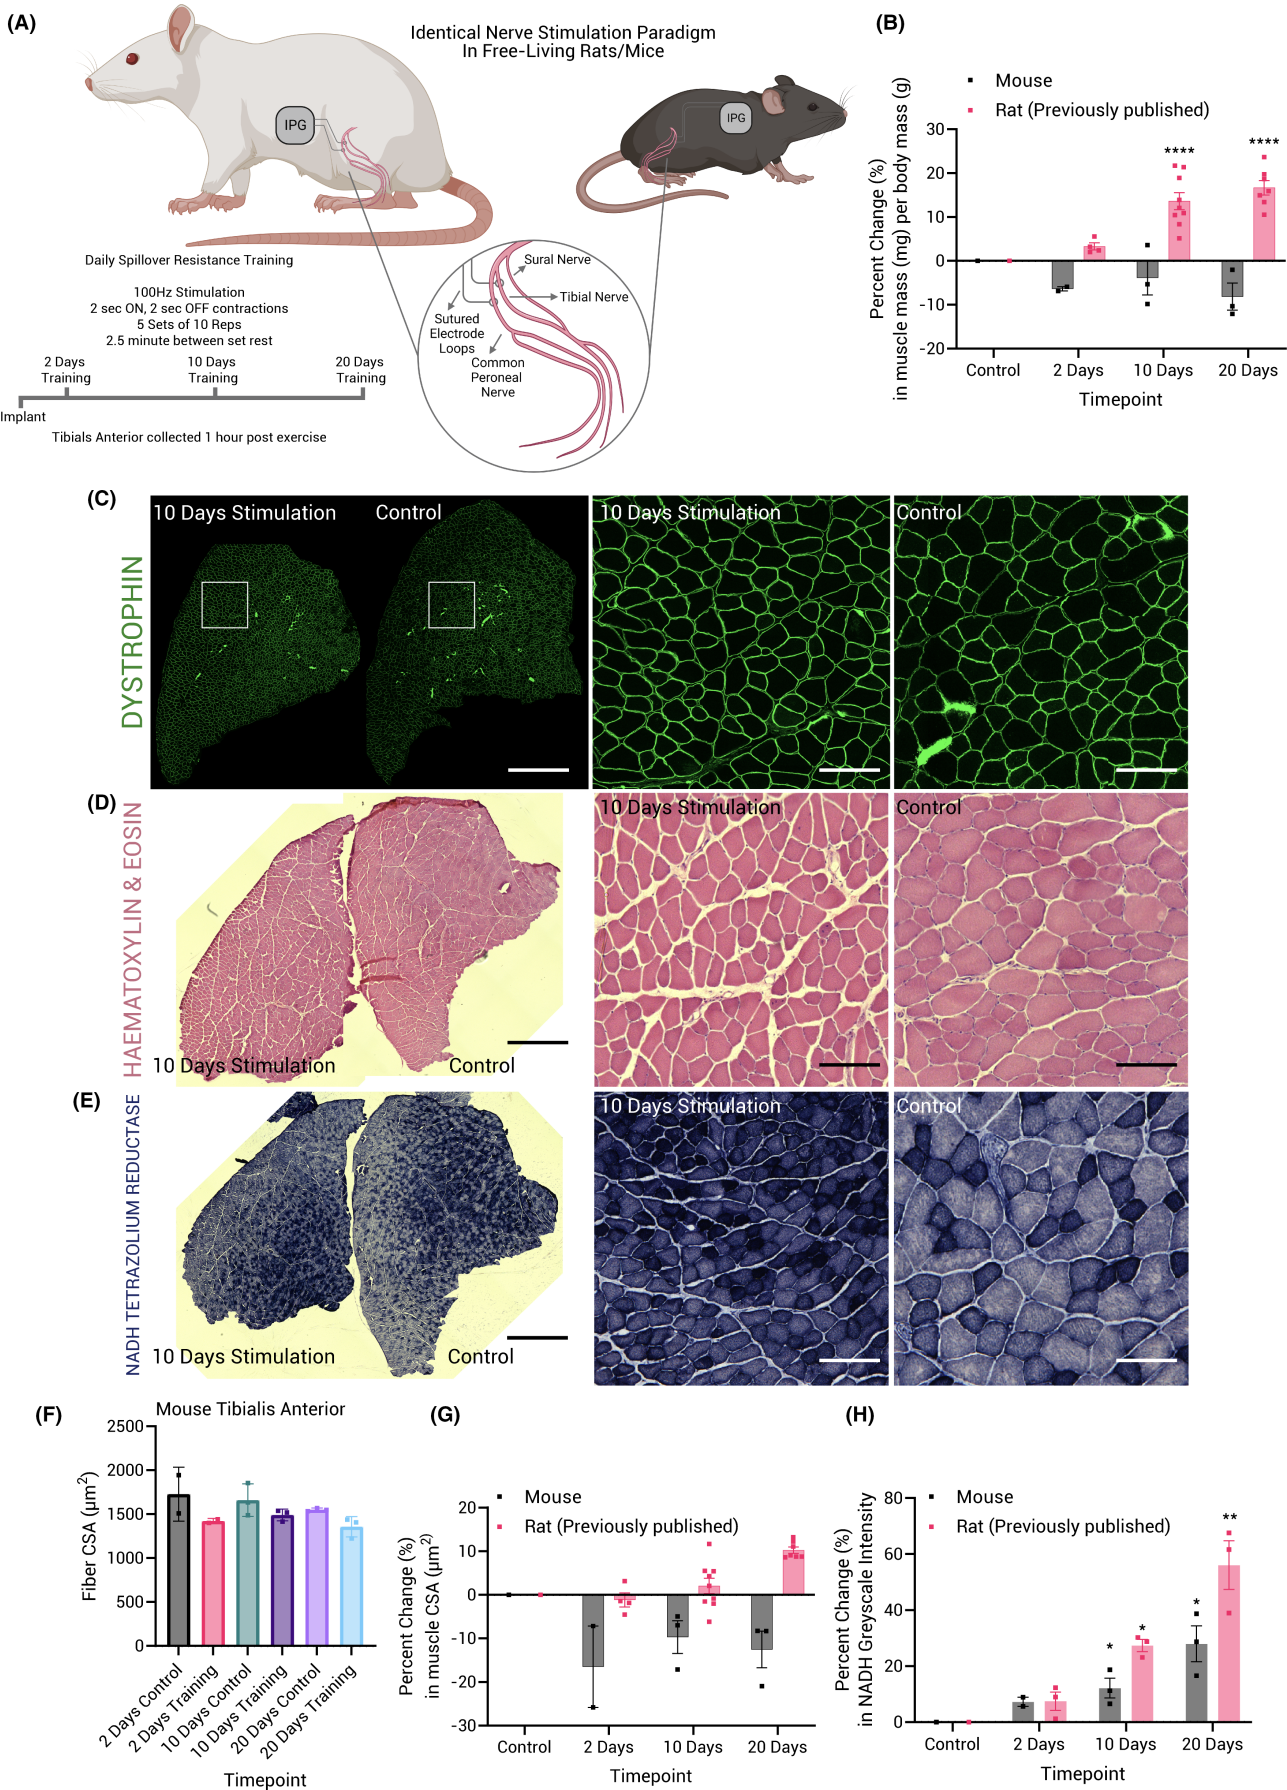 (A)
Identical Nerve Stimulation Paradigm
In Free-Living Rats/Mice
IPG
IPG
Daily Spillover Resistance Training
100Hz Stimulation
2 sec ON, 2 sec OFF contractions
5 Sets of 10 Reps
2.5 minute between set rest
2 Days
Training
10 Days
Training
20 Days
Training
Implant
Tibials Anterior collected 1 hour post exercise
Sural Nerve
Tibial Nerve
Sutured
Electrode
Loops
Common
Peroneal
Nerve
(B)
Mouse
Rat (Previously published)
Percent Change (%)
in muscle mass (mg) per body mass (g)
30
20
10
0
-10
-20
****
****
Control
2 Days
10 Days
20 Days
Timepoint
(C)
DYSTROPHIN
10 Days Stimulation
Control
10 Days Stimulation
Control
(D)
HAEMATOXYLIN & EOSIN
10 Days Stimulation
Control
10 Days Stimulation
Control
(E)
NADH TETRAZOLIUM REDUCTASE
10 Days Stimulation
Control
10 Days Stimulation
Control
(F)
Mouse Tibialis Anterior
Fiber CSA (µm²)
2500
2000
1500
1000
500
0
2 Days Control
2 Days Training
10 Days Control
10 Days Training
20 Days Control
20 Days Training
Timepoint
(G)
Mouse
Rat (Previously published)
Percent Change (%)
in muscle CSA (µm²)
20
10
0
-10
-20
-30
Control
2 Days
10 Days
20 Days
Timepoint
(H)
Mouse
Rat (Previously published)
Percent Change (%)
in NADH Greyscale Intensity
80
60
40
20
0
*
*
*
**
Control
2 Days
10 Days
20 Days
Timepoint